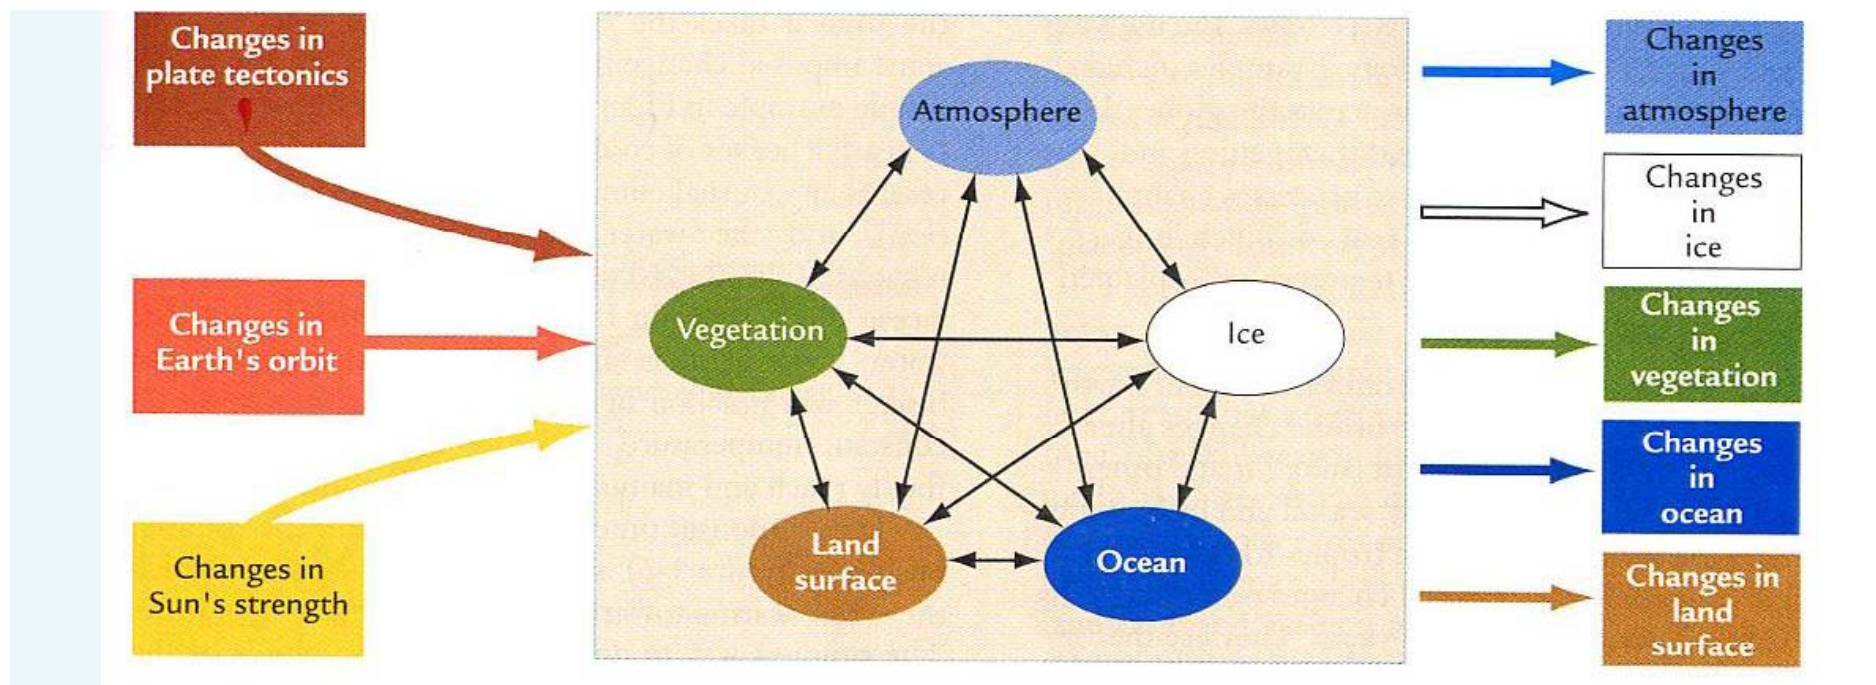 Changes in
plate tectonics
Changes in
Earth's orbit
Changes in
Sun's strength
Atmosphere
Vegetation
Ice
Land
surface
Ocean
Changes
in
atmosphere
Changes
in
ice
Changes
in
vegetation
Changes
in
ocean
Changes in
land
surface